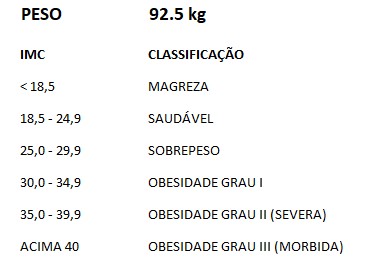 PESO 92.5 kg
IMC CLASSIFICAÇÃO
< 18,5 MAGREZA
18,5 - 24,9 SAUDÁVEL
25,0 - 29,9 SOBREPESO
30,0 - 34,9 OBESIDADE GRAU I
35,0 - 39,9 OBESIDADE GRAU II (SEVERA)
ACIMA 40 OBESIDADE GRAU III (MORBIDA)